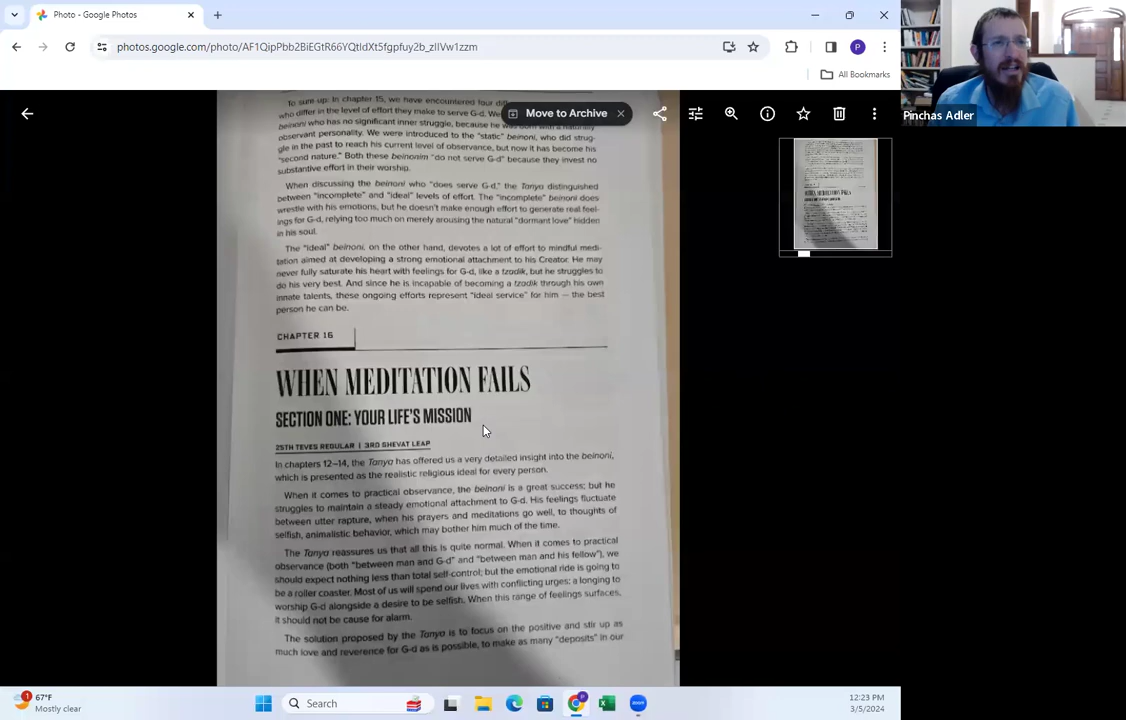 Photo - Google Photos
photos.google.com/photo/AF1QipPbb2BiEGtR66YQtIdXt5fgpfuy2b_zIIVw1zzm
P
All Bookmarks
Move to Archive
Pinchas Adler
To sum up: In chapter 15, we have encountered four
who differ in the level of effort they make to serve G-d. We
beinoni who has no significant inner struggle, because he was born with a naturally
observant personality. We were introduced to the "static" beinoni, who did strug-
gle in the past to reach his current level of observance, but now it has become his
"second nature." Both these beinonim "do not serve G-d" because they invest no
substantive effort in their worship.
When discussing the beinoni who "does serve G-d," the Tanya distinguished
between "incomplete" and "ideal" levels of effort. The "incomplete" beinoni does
wrestle with his emotions, but he doesn't make enough effort to generate real feel-
ings for G-d, relying too much on merely arousing the natural "dormant love" hidden
in his soul.
The "ideal" beinoni, on the other hand, devotes a lot of effort to mindful medi-
tation aimed at developing a strong emotional attachment to his Creator. He may
never fully saturate his heart with feelings for G-d, like a tzadik, but he struggles to
do his very best. And since he is incapable of becoming a tzadik through his own
innate talents, these ongoing efforts represent "ideal service" for him — the best
person he can be.
CHAPTER 16
WHEN MEDITATION FAILS
SECTION ONE: YOUR LIFE'S MISSION
25TH TEVES REGULAR | 3RD SHEVAT LEAP
In chapters 12–14, the Tanya has offered us a very detailed insight into the beinoni,
which is presented as the realistic religious ideal for every person.
When it comes to practical observance, the beinoni is a great success; but he
struggles to maintain a steady emotional attachment to G-d. His feelings fluctuate
between utter rapture, when his prayers and meditations go well, to thoughts of
selfish, animalistic behavior, which may bother him much of the time.
The Tanya reassures us that all this is quite normal. When it comes to practical
observance (both "between man and G-d" and "between man and his fellow"), we
should expect nothing less than total self-control; but the emotional ride is going to
be a roller coaster. Most of us will spend our lives with conflicting urges: a longing to
worship G-d alongside a desire to be selfish. When this range of feelings surfaces,
it should not be cause for alarm.
The solution proposed by the Tanya is to focus on the positive and stir up as
much love and reverence for G-d as is possible, to make as many "deposits" in our
1
67°F
Mostly clear
Search
zoom
12:23 PM
3/5/2024